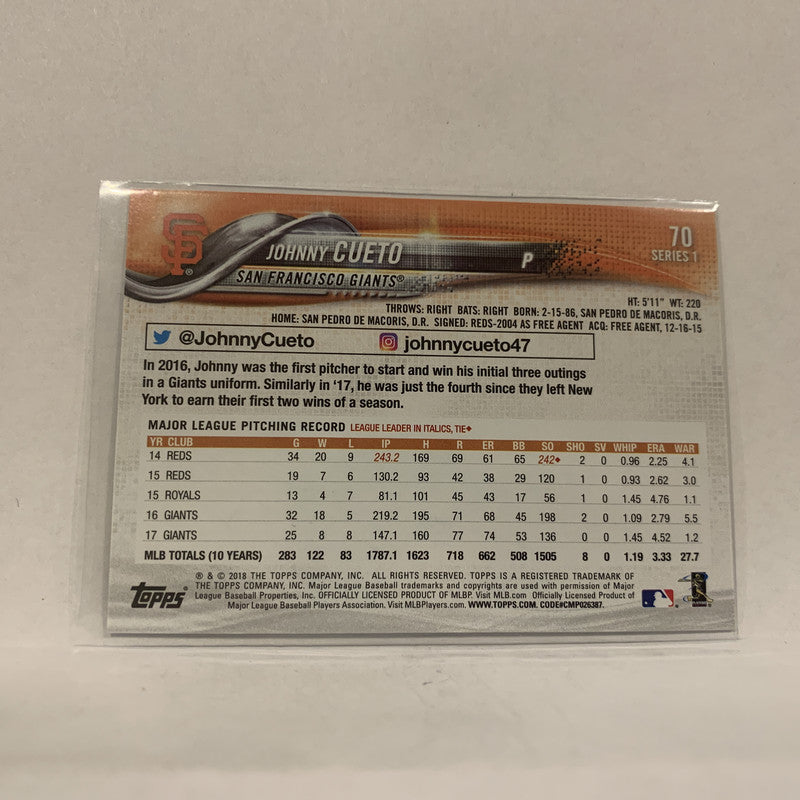 SF®
JOHNNY CUETO
P
70
SERIES 1
SAN FRANCISCO GIANTS®
HT: 5'11" WT: 220
THROWS: RIGHT BATS: RIGHT BORN: 2-15-86, SAN PEDRO DE MACORIS, D.R.
HOME: SAN PEDRO DE MACORIS, D.R. SIGNED: REDS-2004 AS FREE AGENT ACQ: FREE AGENT, 12-16-15
@JohnnyCueto johnnycueto47
In 2016, Johnny was the first pitcher to start and win his initial three outings
in a Giants uniform. Similarly in '17, he was just the fourth since they left New
York to earn their first two wins of a season.
MAJOR LEAGUE PITCHING RECORD LEAGUE LEADER IN ITALICS, TIE♦
YR CLUB G W L IP H R ER BB SO SHO SV WHIP ERA WAR
14 REDS 34 20 9 243.2 169 69 61 65 242♦ 2 0 0.96 2.25 4.1
15 REDS 19 7 6 130.2 93 42 38 29 120 1 0 0.93 2.62 3.0
15 ROYALS 13 4 7 81.1 101 45 43 17 56 1 0 1.45 4.76 1.1
16 GIANTS 32 18 5 219.2 195 71 68 45 198 2 0 1.09 2.79 5.5
17 GIANTS 25 8 8 147.1 160 77 74 53 136 0 0 1.45 4.52 1.2
MLB TOTALS (10 YEARS) 283 122 83 1787.1 1623 718 662 508 1505 8 0 1.19 3.33 27.7
® & © 2018 THE TOPPS COMPANY, INC. ALL RIGHTS RESERVED. TOPPS IS A REGISTERED TRADEMARK OF
THE TOPPS COMPANY, INC. Major League Baseball trademarks and copyrights are used with permission of Major
League Baseball Properties, Inc. OFFICIALLY LICENSED PRODUCT OF MLBP. Visit MLB.com Officially Licensed Product of
Major League Baseball Players Association. Visit MLBPlayers.com. WWW.TOPPS.COM. CODE#CMP026387.
TOPPS